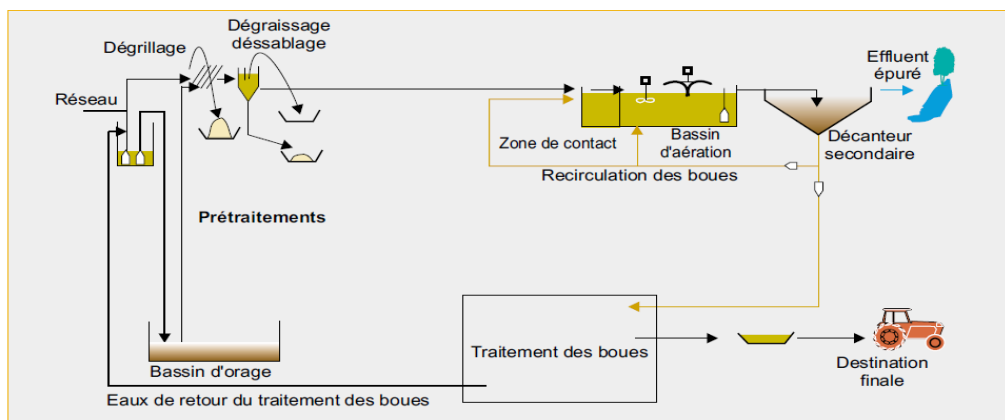 Dégraissage
déssablage
Dégrillage
Effluent
épuré
Réseau
Zone de contact
Bassin
d'aération
Décanteur
secondaire
Recirculation des boues
Prétraitements
Traitement des boues
Bassin d'orage
Destination
finale
Eaux de retour du traitement des boues